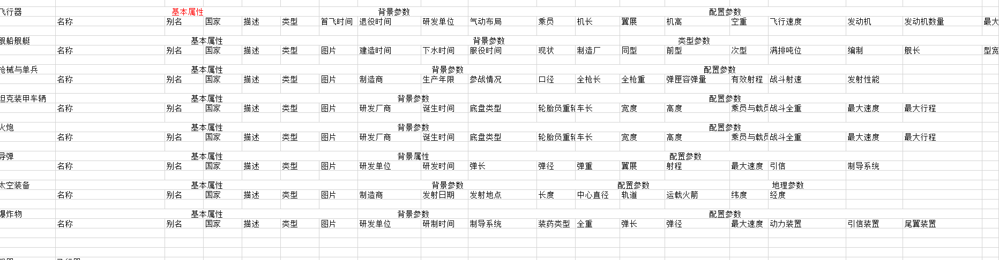 飞行器 基本属性 背景参数 配置参数
名称 别名 国家 描述 类型 首飞时间 退役时间 研发单位 气动布局 乘员 机长 翼展 机高 空重 飞行速度 发动机 发动机数量 最大
舰船舰艇 基本属性 背景参数 类型参数
名称 别名 国家 描述 类型 图片 建造时间 下水时间 服役时间 现状 制造厂 同型 前型 次型 满排吨位 编制 舰长 型宽
枪械与单兵 基本属性 背景参数 配置参数
名称 别名 国家 描述 类型 图片 制造商 生产年限 参战情况 口径 全枪长 全枪重 弹匣容弹量 有效射程 战斗射速 发射性能
坦克装甲车辆 基本属性 背景参数 配置参数
名称 别名 国家 描述 类型 图片 研发厂商 诞生时间 底盘类型 轮胎负重轮 车长 宽度 高度 乘员与载员 战斗全重 最大速度 最大行程
火炮 基本属性 背景参数 配置参数
名称 别名 国家 描述 类型 图片 研发厂商 诞生时间 底盘类型 轮胎负重轮 车长 宽度 高度 乘员与载员 战斗全重 最大速度 最大行程
导弹 基本属性 背景属性 配置参数
名称 别名 国家 描述 类型 图片 研发单位 研发时间 弹长 弹径 弹重 翼展 射程 最大速度 引信 制导系统
太空装备 基本属性 背景参数 配置参数 地理参数
名称 别名 国家 描述 类型 图片 制造商 发射日期 发射地点 长度 中心直径 轨道 运载火箭 纬度 经度
爆炸物 基本属性 背景参数 配置参数
名称 别名 国家 描述 类型 图片 研发单位 研制时间 制导系统 装药类型 全重 弹长 弹径 最大速度 动力装置 引信装置 尾翼装置